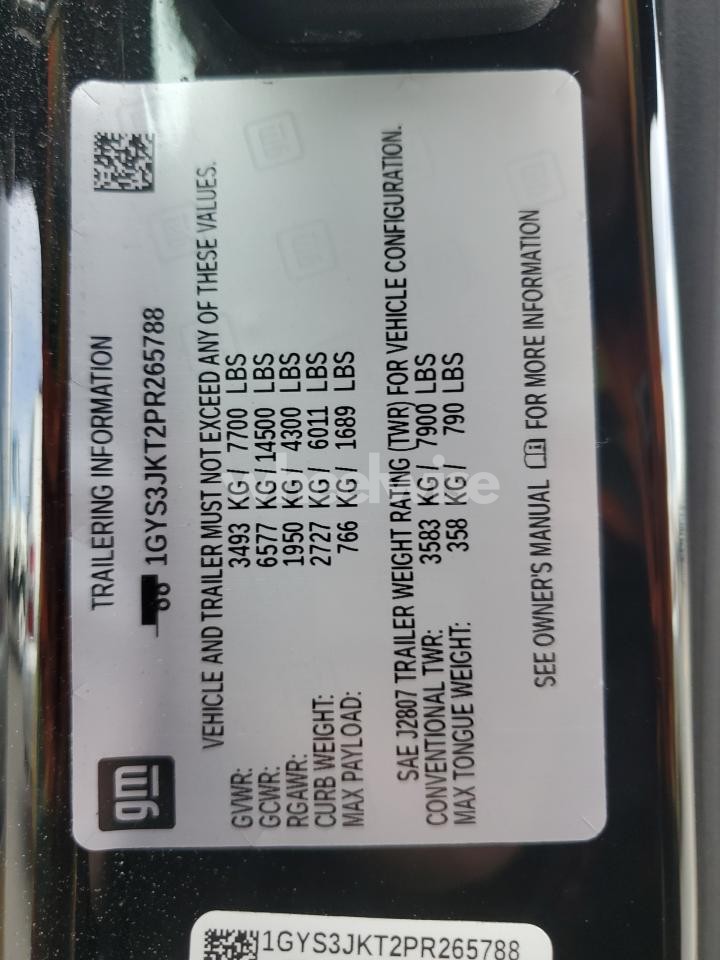 gm
TRAILERING INFORMATION
1GYS3JKT2PR265788
VEHICLE AND TRAILER MUST NOT EXCEED ANY OF THESE VALUES.
GVWR: 3493 KG / 7700 LBS
GCWR: 6577 KG / 14500 LBS
RGAWR: 1950 KG / 4300 LBS
CURB WEIGHT: 2727 KG / 6011 LBS
MAX PAYLOAD: 766 KG / 1689 LBS
SAE J2807 TRAILER WEIGHT RATING (TWR) FOR VEHICLE CONFIGURATION.
CONVENTIONAL TWR: 3583 KG / 7900 LBS
MAX TONGUE WEIGHT: 358 KG / 790 LBS
SEE OWNER'S MANUAL FOR MORE INFORMATION
1GYS3JKT2PR265788